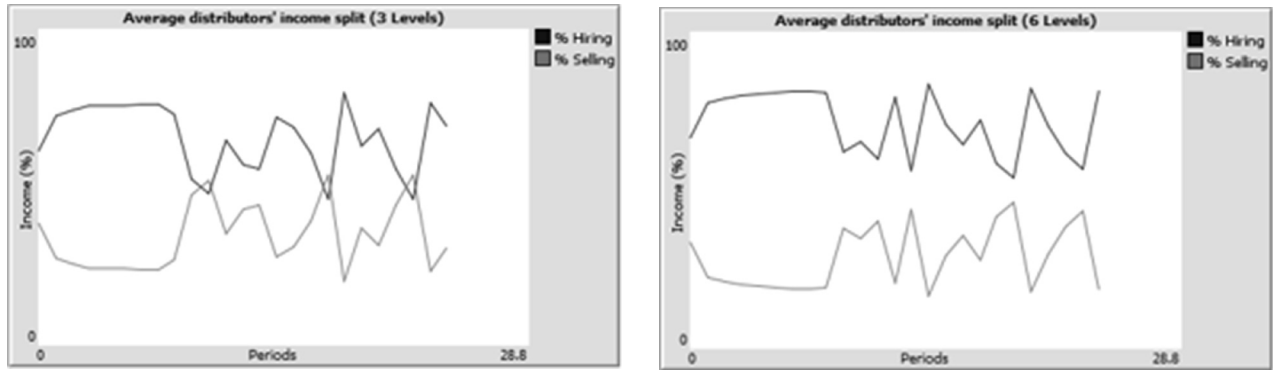 Average distributors' income split (3 Levels)
100
% Hiring
% Selling
Income (%)
0
0
Periods
28.8
Average distributors' income split (6 Levels)
100
% Hiring
% Selling
Income (%)
0
0
Periods
28.8